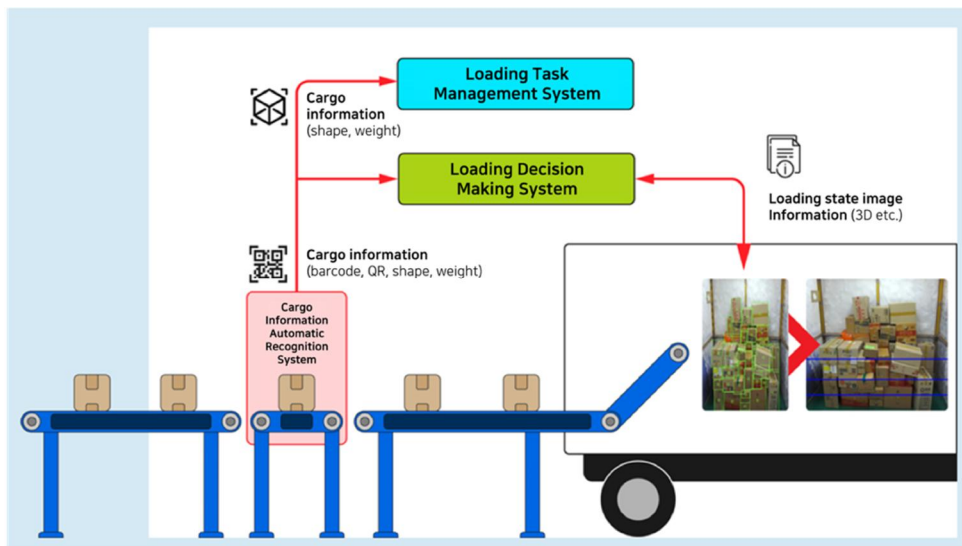 Loading Task
Management System
Cargo
information
(shape, weight)
Loading Decision
Making System
Loading state image
Information (3D etc.)
Cargo information
(barcode, QR, shape, weight)
Cargo
Information
Automatic
Recognition
System